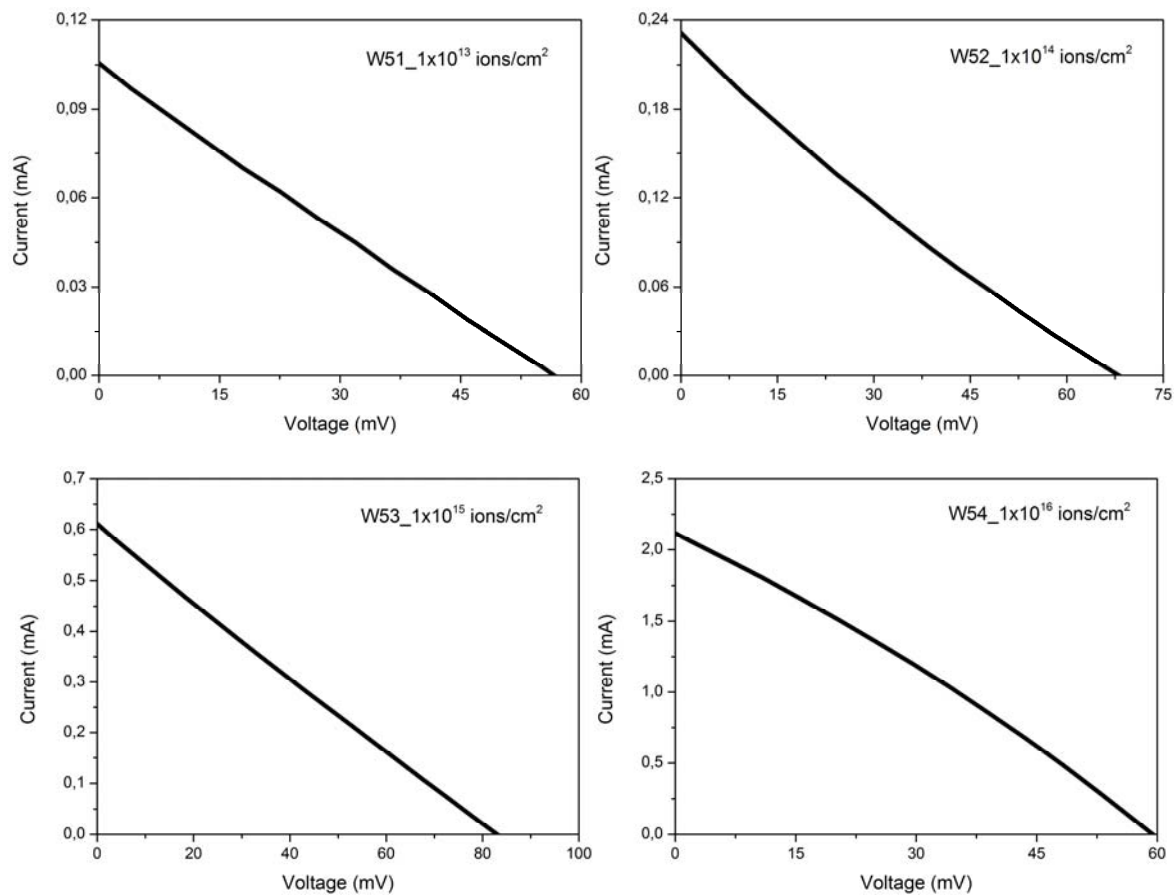 0,12
0,09
0,06
0,03
0,00
Current (mA)
W51_1x10¹³ ions/cm²
0 15 30 45 60
Voltage (mV)
0,24
0,18
0,12
0,06
0,00
Current (mA)
W52_1x10¹⁴ ions/cm²
0 15 30 45 60 75
Voltage (mV)
0,7
0,6
0,5
0,4
0,3
0,2
0,1
0,0
Current (mA)
W53_1x10¹⁵ ions/cm²
0 20 40 60 80 100
Voltage (mV)
2,5
2,0
1,5
1,0
0,5
0,0
Current (mA)
W54_1x10¹⁶ ions/cm²
0 15 30 45 60
Voltage (mV)